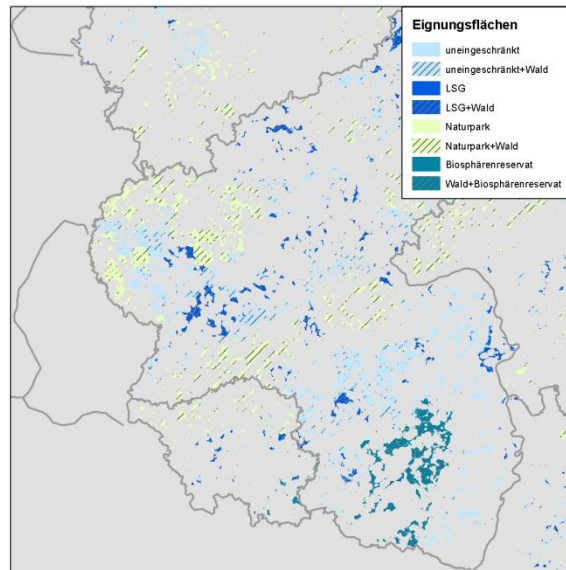 Eignungsflächen
uneingeschränkt
uneingeschränkt+Wald
LSG
LSG+Wald
Naturpark
Naturpark+Wald
Biosphärenreservat
Wald+Biosphärenreservat